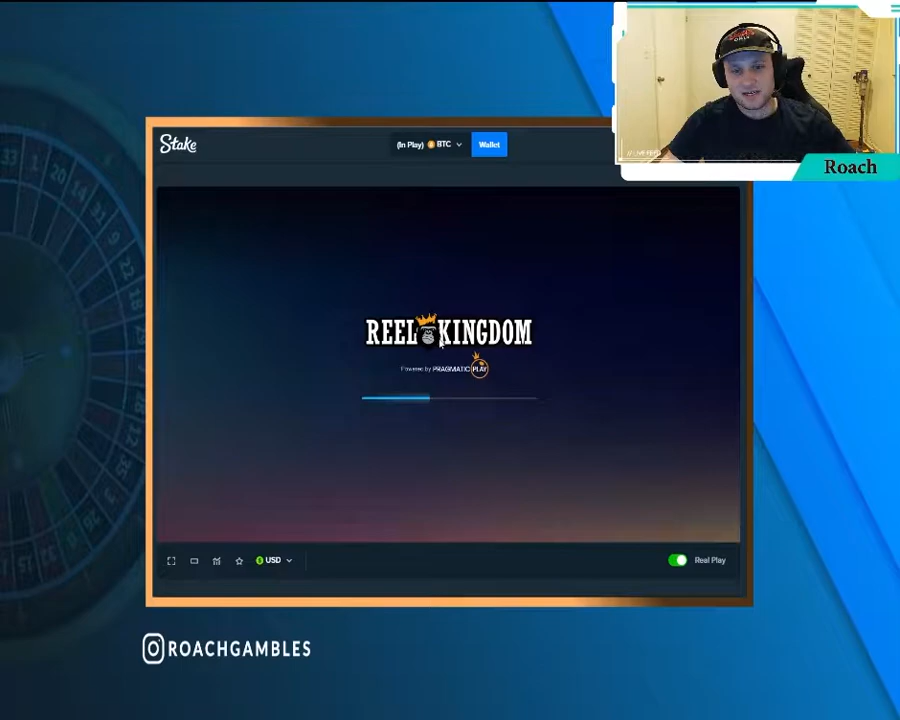 Stake
(In Play) BTC
Wallet
Roach
REEL KINGDOM
Powered by PRAGMATIC PLAY
USD
Real Play
ROACHGAMBLES